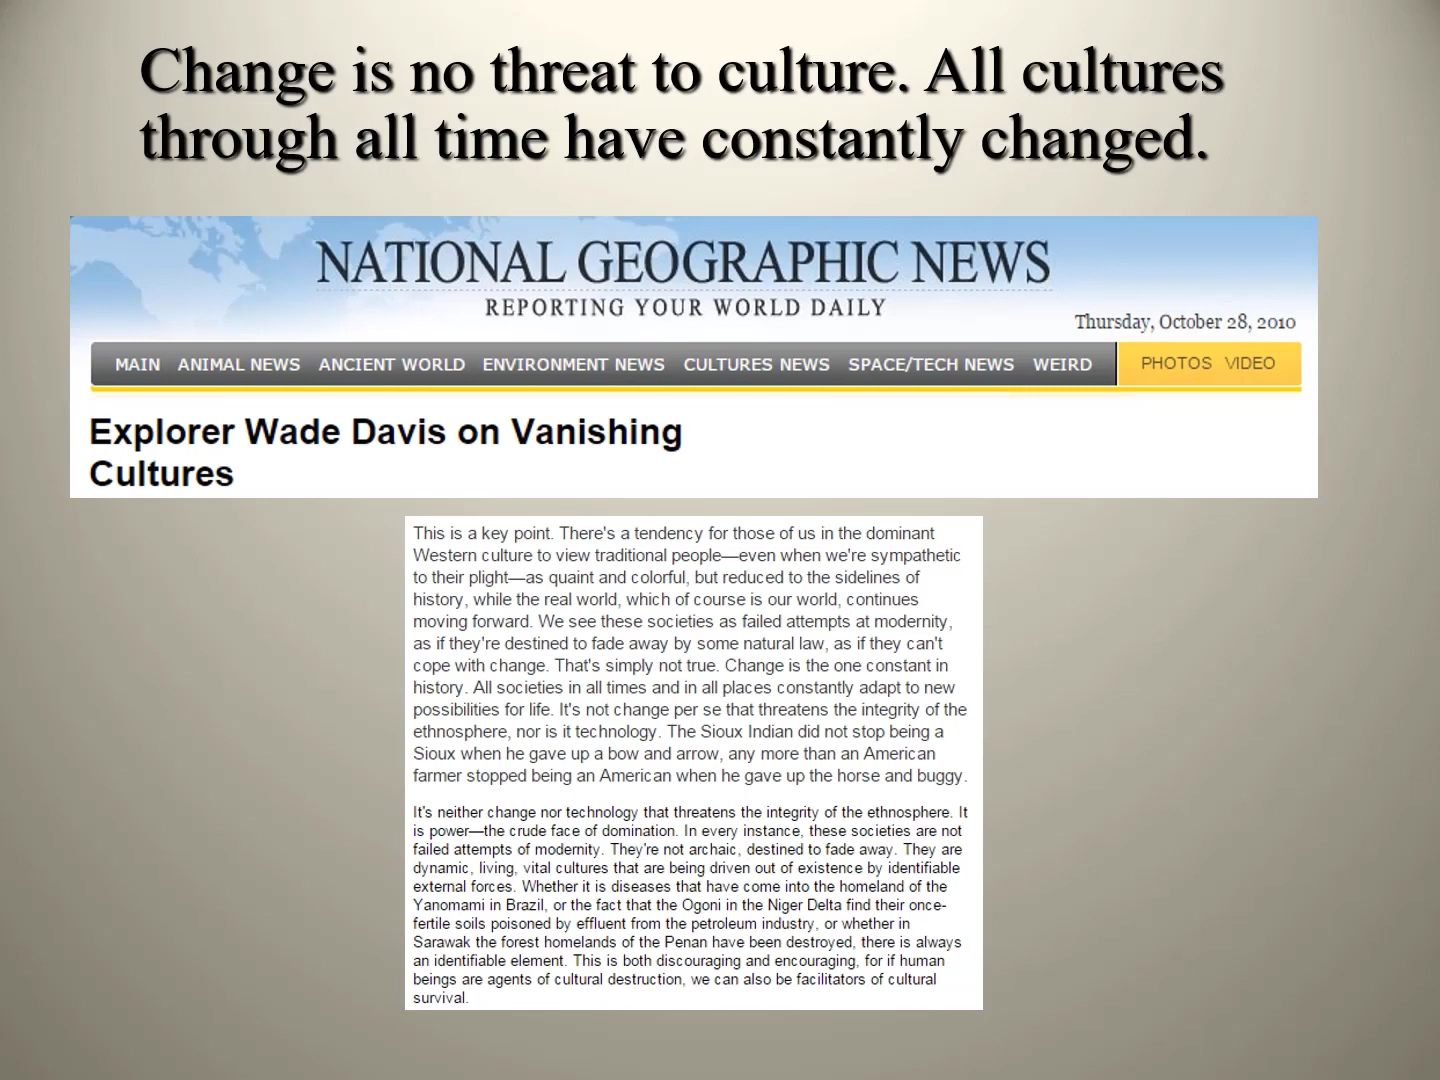 Change is no threat to culture. All cultures
through all time have constantly changed.
NATIONAL GEOGRAPHIC NEWS
REPORTING YOUR WORLD DAILY
Thursday, October 28, 2010
MAIN ANIMAL NEWS ANCIENT WORLD ENVIRONMENT NEWS CULTURES NEWS SPACE/TECH NEWS WEIRD PHOTOS VIDEO
Explorer Wade Davis on Vanishing
Cultures
This is a key point. There's a tendency for those of us in the dominant
Western culture to view traditional people—even when we're sympathetic
to their plight—as quaint and colorful, but reduced to the sidelines of
history, while the real world, which of course is our world, continues
moving forward. We see these societies as failed attempts at modernity,
as if they're destined to fade away by some natural law, as if they can't
cope with change. That's simply not true. Change is the one constant in
history. All societies in all times and in all places constantly adapt to new
possibilities for life. It's not change per se that threatens the integrity of the
ethnosphere, nor is it technology. The Sioux Indian did not stop being a
Sioux when he gave up a bow and arrow, any more than an American
farmer stopped being an American when he gave up the horse and buggy.
It's neither change nor technology that threatens the integrity of the ethnosphere. It
is power—the crude face of domination. In every instance, these societies are not
failed attempts of modernity. They're not archaic, destined to fade away. They are
dynamic, living, vital cultures that are being driven out of existence by identifiable
external forces. Whether it is diseases that have come into the homeland of the
Yanomami in Brazil, or the fact that the Ogoni in the Niger Delta find their once-
fertile soils poisoned by effluent from the petroleum industry, or whether in
Sarawak the forest homelands of the Penan have been destroyed, there is always
an identifiable element. This is both discouraging and encouraging, for if human
beings are agents of cultural destruction, we can also be facilitators of cultural
survival.